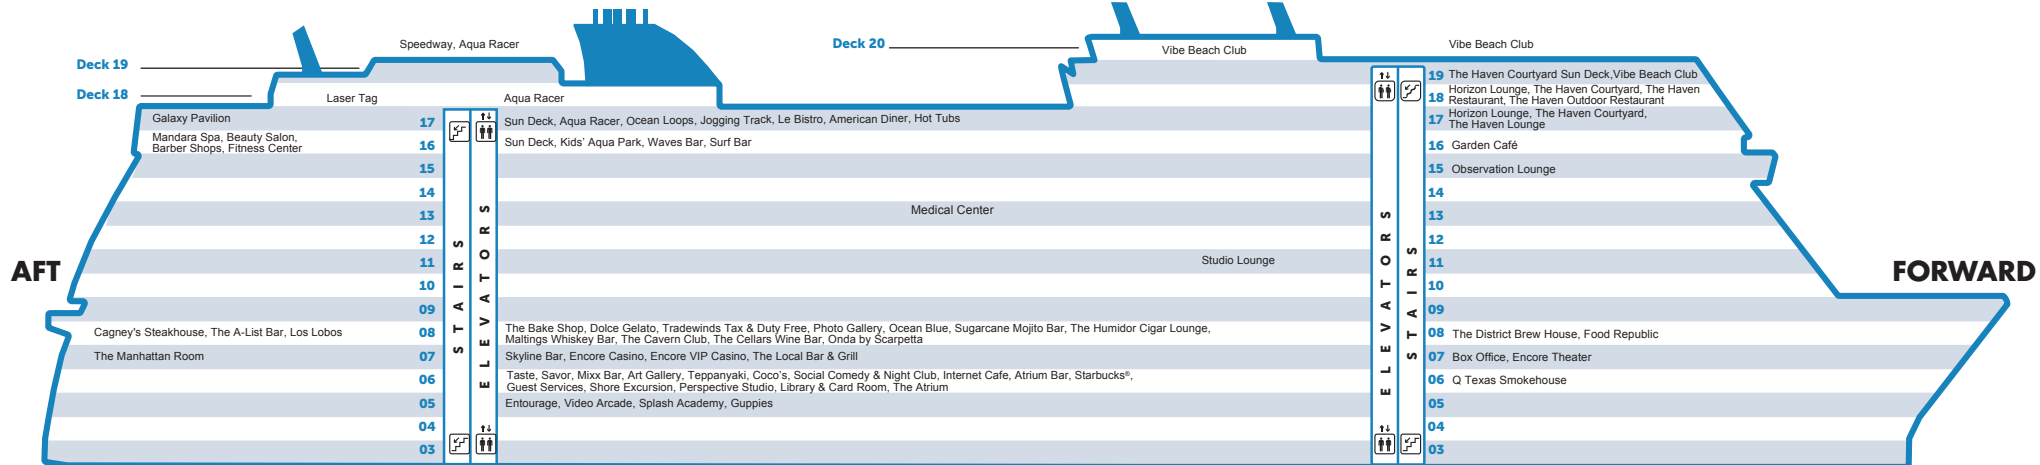 Speedway, Aqua Racer
Deck 20
Vibe Beach Club
Vibe Beach Club
Deck 19
Deck 18
Laser Tag
Aqua Racer
19 The Haven Courtyard Sun Deck,Vibe Beach Club
18 Horizon Lounge, The Haven Courtyard, The Haven
Restaurant, The Haven Outdoor Restaurant
Galaxy Pavilion
17
Sun Deck, Aqua Racer, Ocean Loops, Jogging Track, Le Bistro, American Diner, Hot Tubs
17 Horizon Lounge, The Haven Courtyard,
The Haven Lounge
Mandara Spa, Beauty Salon,
Barber Shops, Fitness Center
16
Sun Deck, Kids' Aqua Park, Waves Bar, Surf Bar
16 Garden Café
15
15 Observation Lounge
14
14
13
Medical Center
13
12
12
AFT
11
STAIRS
ELEVATORS
Studio Lounge
ELEVATORS
STAIRS
11
FORWARD
10
10
09
09
Cagney's Steakhouse, The A-List Bar, Los Lobos
08
The Bake Shop, Dolce Gelato, Tradewinds Tax & Duty Free, Photo Gallery, Ocean Blue, Sugarcane Mojito Bar, The Humidor Cigar Lounge,
Maltings Whiskey Bar, The Cavern Club, The Cellars Wine Bar, Onda by Scarpetta
08 The District Brew House, Food Republic
The Manhattan Room
07
Skyline Bar, Encore Casino, Encore VIP Casino, The Local Bar & Grill
07 Box Office, Encore Theater
06
Taste, Savor, Mixx Bar, Art Gallery, Teppanyaki, Coco's, Social Comedy & Night Club, Internet Cafe, Atrium Bar, Starbucks®,
Guest Services, Shore Excursion, Perspective Studio, Library & Card Room, The Atrium
06 Q Texas Smokehouse
05
Entourage, Video Arcade, Splash Academy, Guppies
05
04
04
03
03